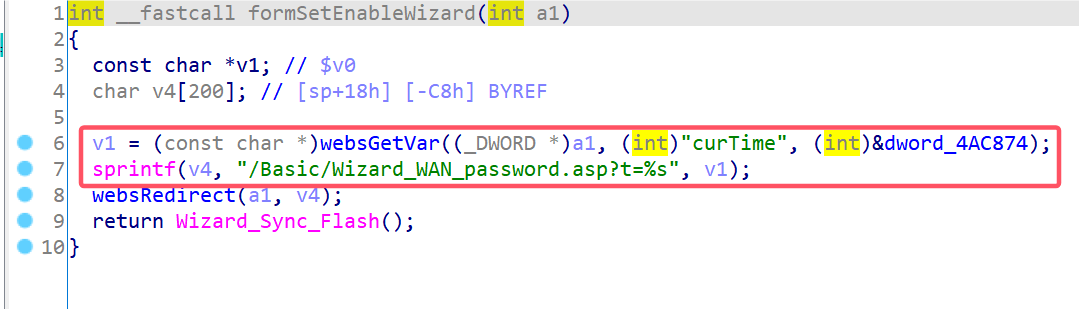 1 int __fastcall formSetEnableWizard(int a1)
2 {
3 const char *v1; // $v0
4 char v4[200]; // [sp+18h] [-C8h] BYREF
5
6 v1 = (const char *)websGetVar((_DWORD *)a1, (int)"curTime", (int)&dword_4AC874);
7 sprintf(v4, "/Basic/Wizard_WAN_password.asp?t=%s", v1);
8 websRedirect(a1, v4);
9 return Wizard_Sync_Flash();
10 }